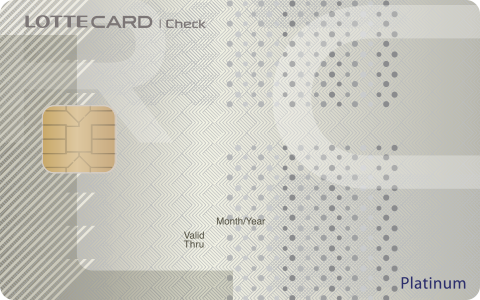 LOTTECARD | Check
Month/Year
Valid
Thru
Platinum